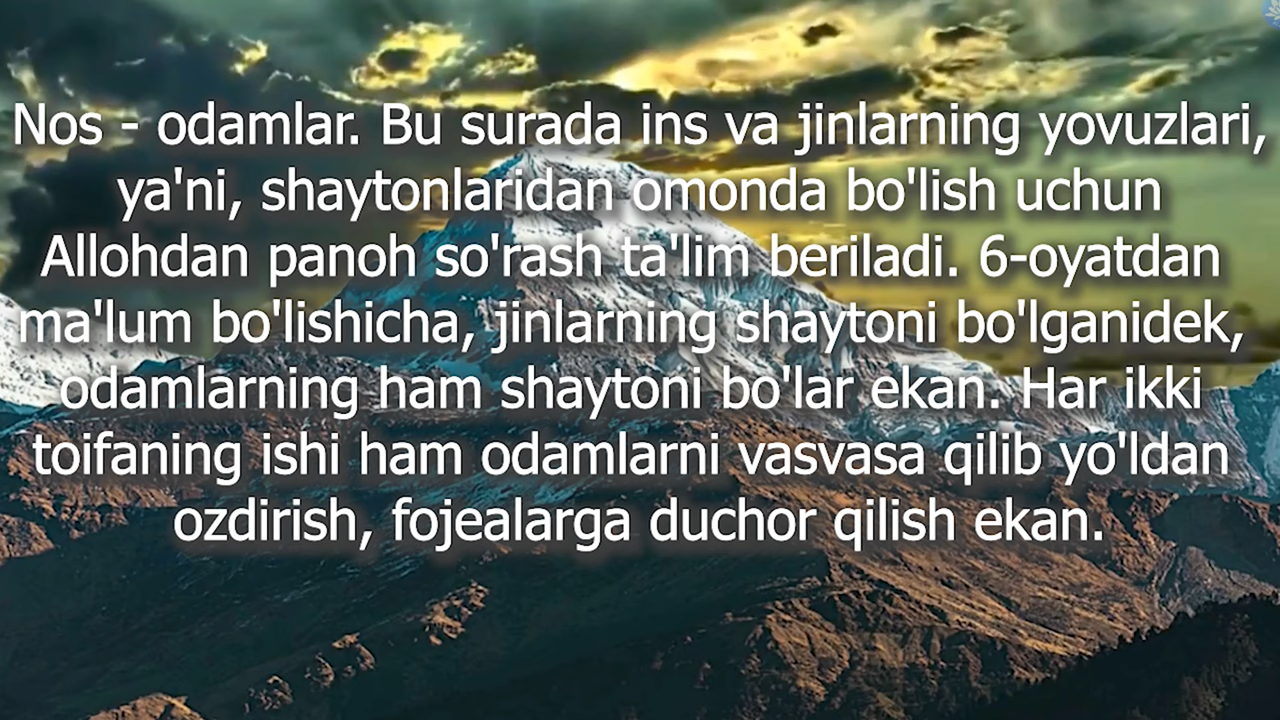 Nos - odamlar. Bu surada ins va jinlarning yovuzlari,
ya'ni, shaytonlaridan omonda bo'lish uchun
Allohdan panoh so'rash ta'lim beriladi. 6-oyatdan
ma'lum bo'lishicha, jinlarning shaytoni bo'lganidek,
odamlarning ham shaytoni bo'lar ekan. Har ikki
toifaning ishi ham odamlarni vasvasa qilib yo'ldan
ozdirish, fojealarga duchor qilish ekan.